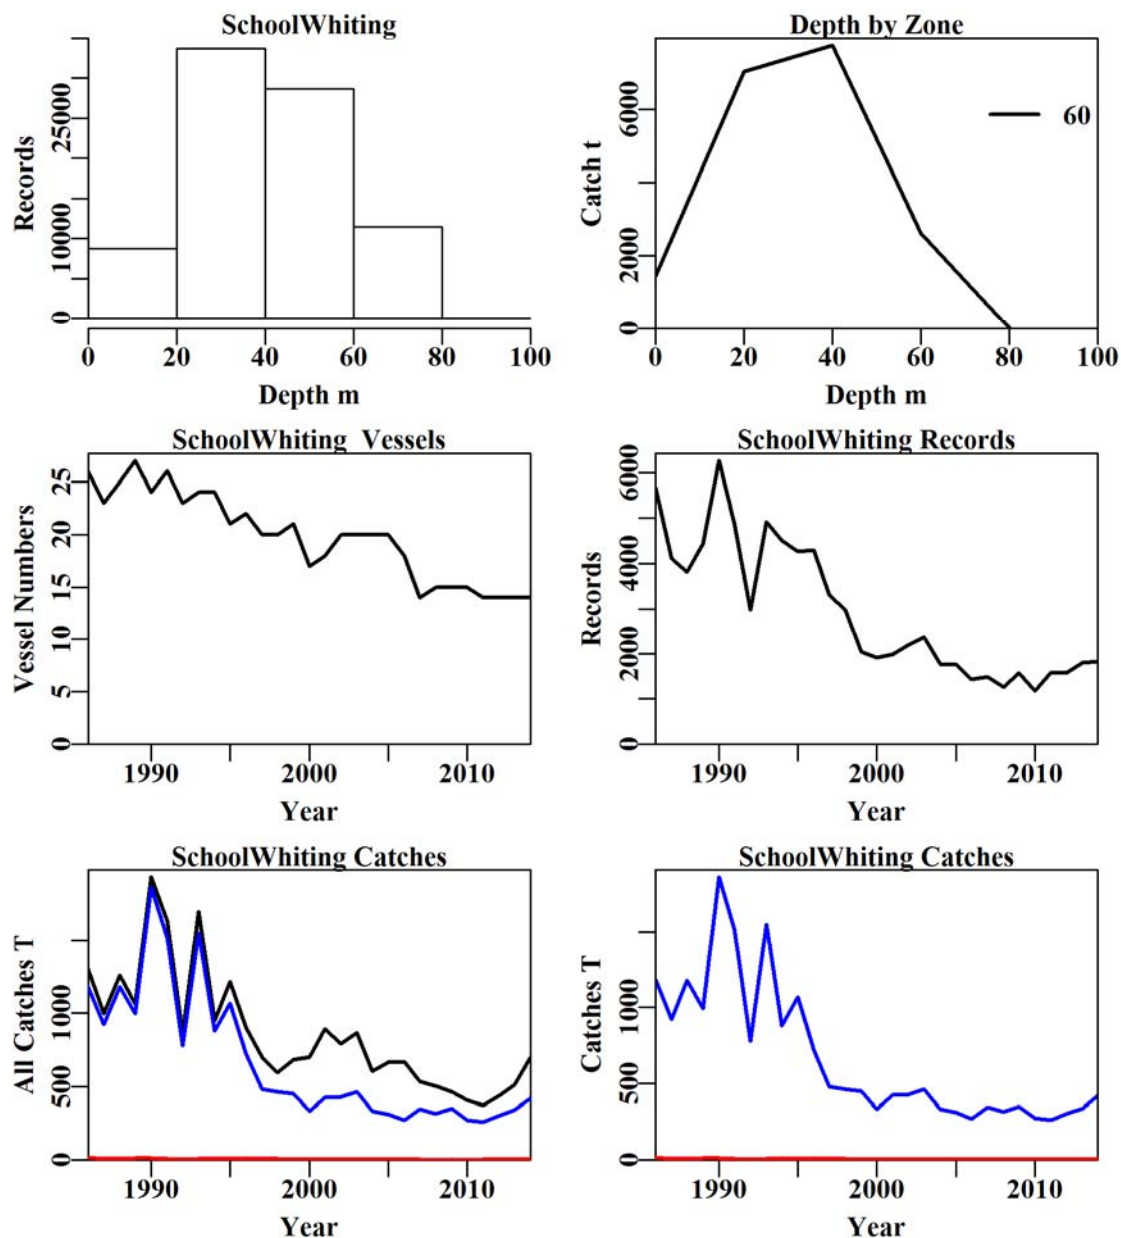 SchoolWhiting
Records
0
10000
25000
0 20 40 60 80 100
Depth m
Depth by Zone
Catch t
0
2000
6000
60
0 20 40 60 80 100
Depth m
SchoolWhiting Vessels
Vessel Numbers
0
5
10
15
20
25
1990 2000 2010
Year
SchoolWhiting Records
Records
0
2000
4000
6000
1990 2000 2010
Year
SchoolWhiting Catches
All Catches T
0
500
1000
1990 2000 2010
Year
SchoolWhiting Catches
Catches T
0
500
1000
1990 2000 2010
Year